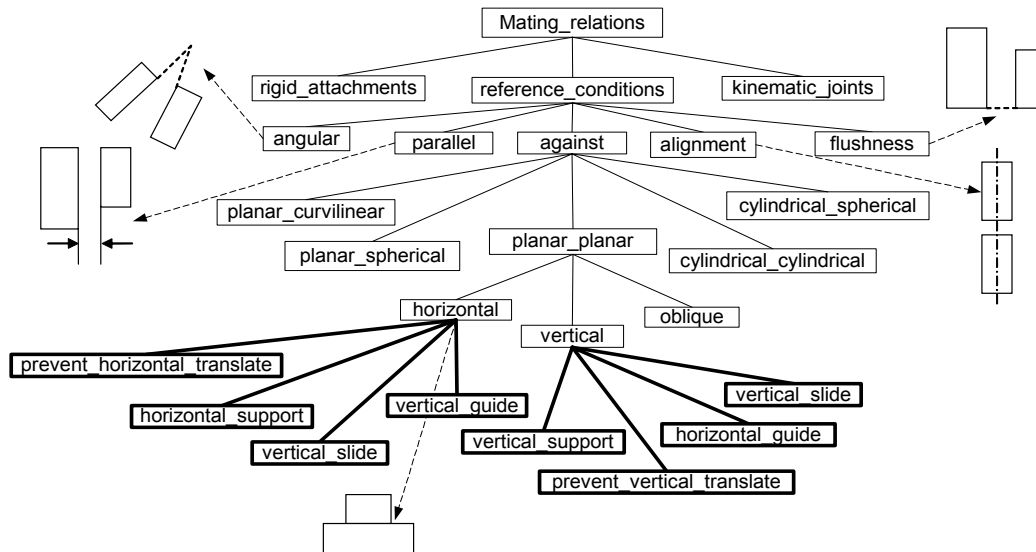 Mating_relations
rigid_attachments
reference_conditions
kinematic_joints
angular
parallel
against
alignment
flushness
planar_curvilinear
cylindrical_spherical
planar_spherical
planar_planar
cylindrical_cylindrical
horizontal
oblique
vertical
prevent_horizontal_translate
horizontal_support
vertical_slide
vertical_guide
vertical_slide
vertical_support
horizontal_guide
prevent_vertical_translate